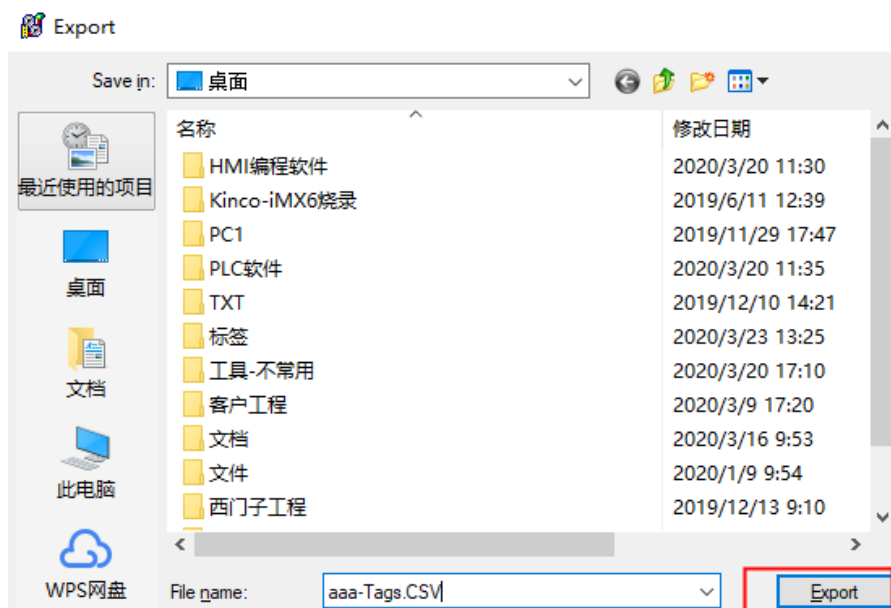 Export
Save in: 桌面
名称 修改日期
最近使用的项目
桌面
文档
此电脑
WPS网盘
HMI编程软件 2020/3/20 11:30
Kinco-iMX6烧录 2019/6/11 12:39
PC1 2019/11/29 17:47
PLC软件 2020/3/20 11:35
TXT 2019/12/10 14:21
标签 2020/3/23 13:25
工具-不常用 2020/3/20 17:10
客户工程 2020/3/9 17:20
文档 2020/3/16 9:53
文件 2020/1/9 9:54
西门子工程 2019/12/13 9:10
File name: aaa-Tags.CSV Export